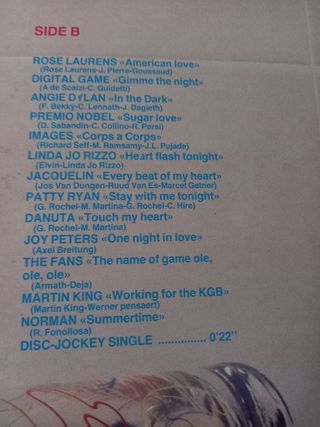 SIDE B
ROSE LAURENS «American love»
(Rose Laurens-J. Pierre-Goussaud)
DIGITAL GAME «Gimme the night»
(A de Scalzi-C. Guidetti)
ANGIE DYLAN «In the Dark»
(F. Bekky-C. Lennath-J. Dagleth)
PREMIO NOBEL «Sugar love»
(D. Sabandin-C. Collino-R. Persi)
IMAGES «Corps a Corps»
(Richard Seff-M. Ramsamy-J.L. Pujade)
LINDA JO RIZZO «Heart flash tonight»
(Elvin-Linda Jo Rizzo)
JACQUELIN «Every beat of my heart»
(Jos Van Dungen-Ruud Van Es-Marcel Getner)
PATTY RYAN «Stay with me tonight»
(G. Rochel-M. Martina-G. Rochel-C. Hire)
DANUTA «Touch my heart»
(G. Rochel-M. Martina)
JOY PETERS «One night in love»
(Axel Breitung)
THE FANS «The name of game ole,
ole, ole»
(Armath-Deja)
MARTIN KING «Working for the KGB»
(Martin King-Werner pensaert)
NORMAN «Summertime»
(R. Fonollosa)
DISC-JOCKEY SINGLE ............... 0'22''